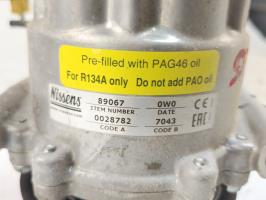 Pre-filled with PAG46 oil
For R134A only Do not add PAO oil
Nissens 89067 0W0 CE
ITEM NUMBER DATE
0028782 7043 EAC
CODE A CODE B